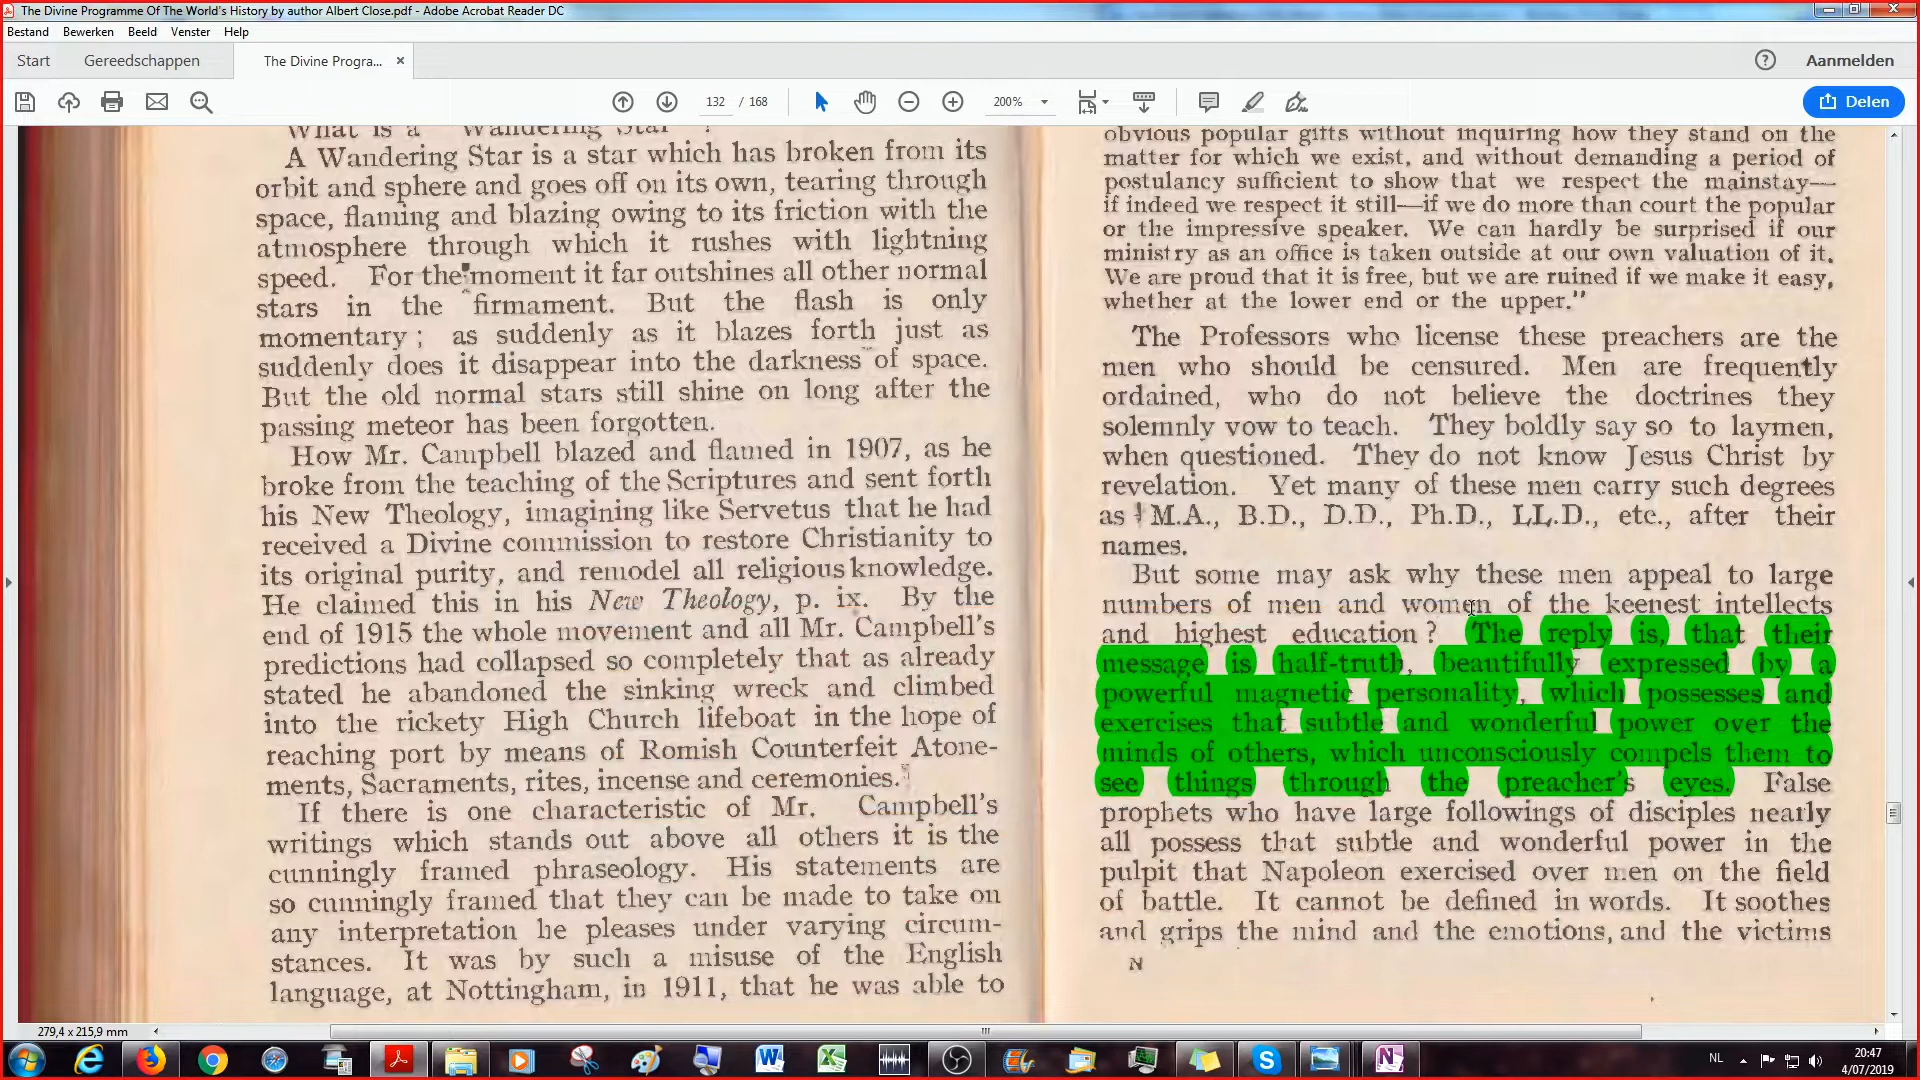 The Divine Programme Of The World's History by author Albert Close.pdf - Adobe Acrobat Reader DC
Bestand Bewerken Beeld Venster Help
Start Gereedschappen The Divine Progra... × Aanmelden
132 / 168 200% Delen
What is a "Wandering Star"?
A Wandering Star is a star which has broken from its
orbit and sphere and goes off on its own, tearing through
space, flaming and blazing owing to its friction with the
atmosphere through which it rushes with lightning
speed. For the moment it far outshines all other normal
stars in the firmament. But the flash is only
momentary; as suddenly as it blazes forth just as
suddenly does it disappear into the darkness of space.
But the old normal stars still shine on long after the
passing meteor has been forgotten.
How Mr. Campbell blazed and flamed in 1907, as he
broke from the teaching of the Scriptures and sent forth
his New Theology, imagining like Servetus that he had
received a Divine commission to restore Christianity to
its original purity, and remodel all religious knowledge.
He claimed this in his New Theology, p. ix. By the
end of 1915 the whole movement and all Mr. Campbell's
predictions had collapsed so completely that as already
stated he abandoned the sinking wreck and climbed
into the rickety High Church lifeboat in the hope of
reaching port by means of Romish Counterfeit Atone-
ments, Sacraments, rites, incense and ceremonies.
If there is one characteristic of Mr. Campbell's
writings which stands out above all others it is the
cunningly framed phraseology. His statements are
so cunningly framed that they can be made to take on
any interpretation he pleases under varying circum-
stances. It was by such a misuse of the English
language, at Nottingham, in 1911, that he was able to
obvious popular gifts without inquiring how they stand on the
matter for which we exist, and without demanding a period of
postulancy sufficient to show that we respect the mainstay—
if indeed we respect it still—if we do more than court the popular
or the impressive speaker. We can hardly be surprised if our
ministry as an office is taken outside at our own valuation of it.
We are proud that it is free, but we are ruined if we make it easy,
whether at the lower end or the upper."
The Professors who license these preachers are the
men who should be censured. Men are frequently
ordained, who do not believe the doctrines they
solemnly vow to teach. They boldly say so to laymen,
when questioned. They do not know Jesus Christ by
revelation. Yet many of these men carry such degrees
as M.A., B.D., D.D., Ph.D., LL.D., etc., after their
names.
But some may ask why these men appeal to large
numbers of men and women of the keenest intellects
and highest education? The reply is, that their
message is half-truth, beautifully expressed by a
powerful magnetic personality, which possesses and
exercises that subtle and wonderful power over the
minds of others, which unconsciously compels them to
see things through the preacher's eyes. False
prophets who have large followings of disciples nearly
all possess that subtle and wonderful power in the
pulpit that Napoleon exercised over men on the field
of battle. It cannot be defined in words. It soothes
and grips the mind and the emotions, and the victims
N
279,4 x 215,9 mm
NL 20:47
4/07/2019